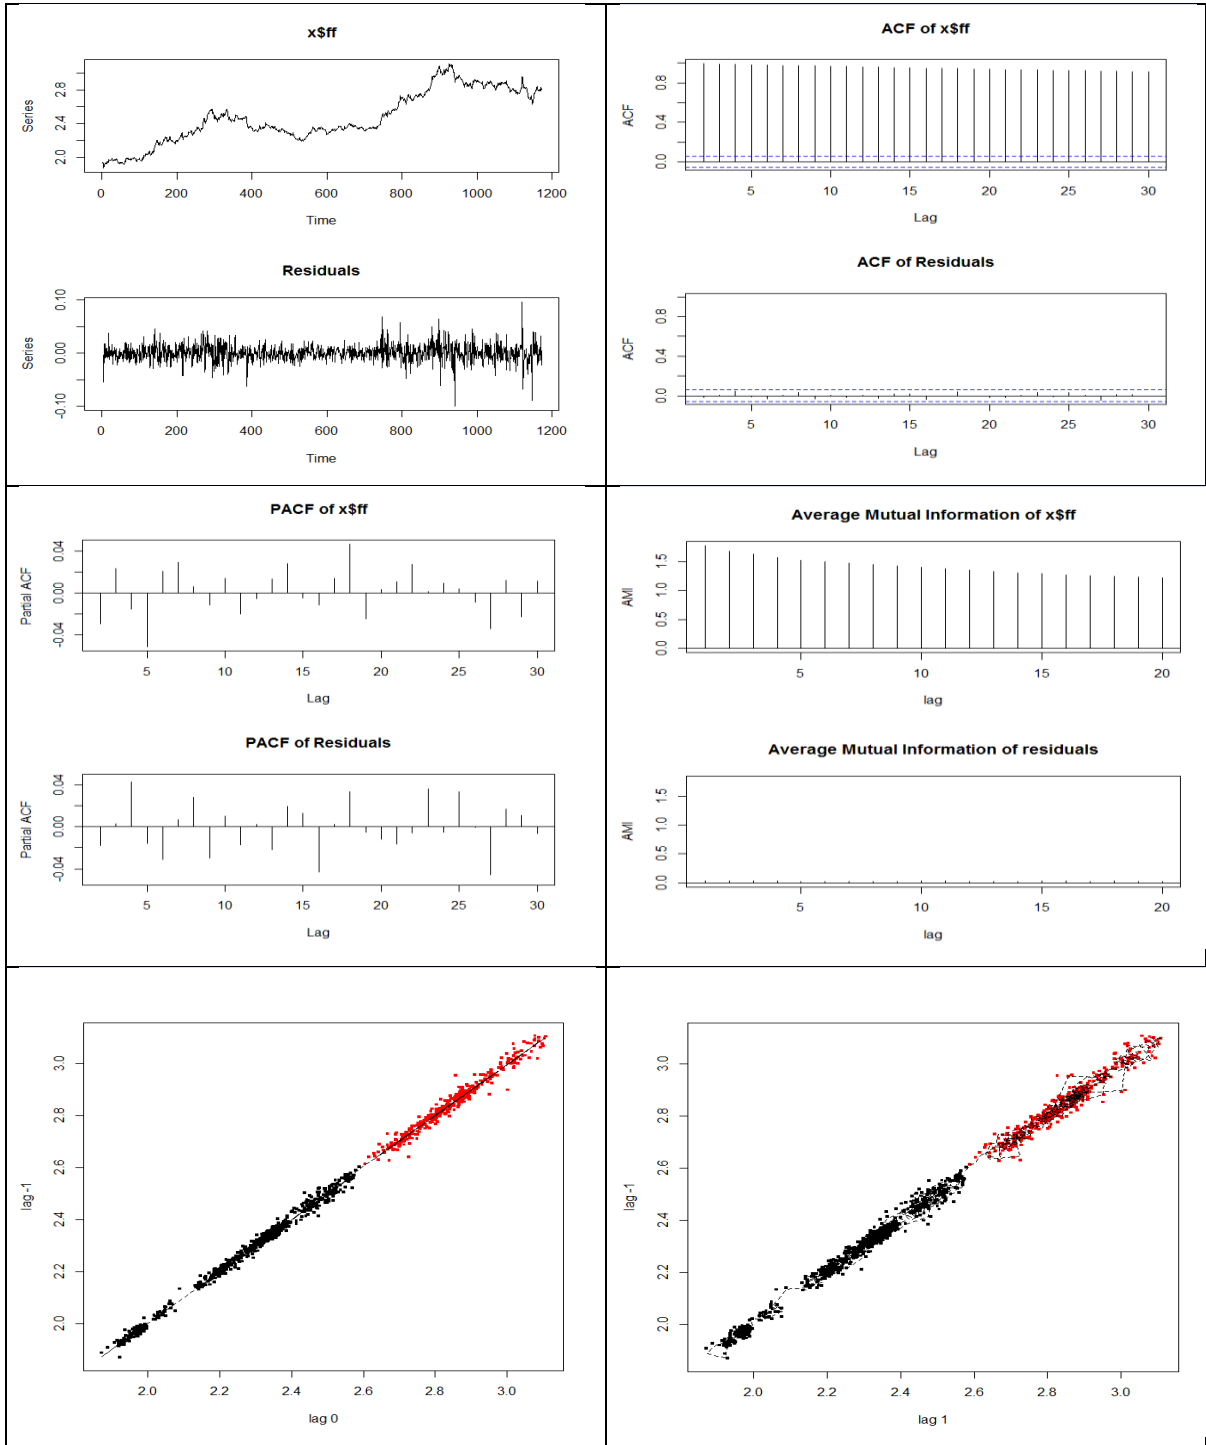 x$ff
Series
2.0 2.4 2.8
0 200 400 600 800 1000 1200
Time
Residuals
Series
-0.10 0.00 0.10
0 200 400 600 800 1000 1200
Time
ACF of x$ff
ACF
0.0 0.4 0.8
5 10 15 20 25 30
Lag
ACF of Residuals
ACF
0.0 0.4 0.8
5 10 15 20 25 30
Lag
PACF of x$ff
Partial ACF
-0.04 0.00 0.04
5 10 15 20 25 30
Lag
PACF of Residuals
Partial ACF
-0.04 0.00 0.04
5 10 15 20 25 30
Lag
Average Mutual Information of x$ff
AMI
0.0 0.5 1.0 1.5
5 10 15 20
lag
Average Mutual Information of residuals
AMI
0.0 0.5 1.0 1.5
5 10 15 20
lag
lag -1
2.0 2.2 2.4 2.6 2.8 3.0
2.0 2.2 2.4 2.6 2.8 3.0
lag 0
lag -1
2.0 2.2 2.4 2.6 2.8 3.0
2.0 2.2 2.4 2.6 2.8 3.0
lag 1